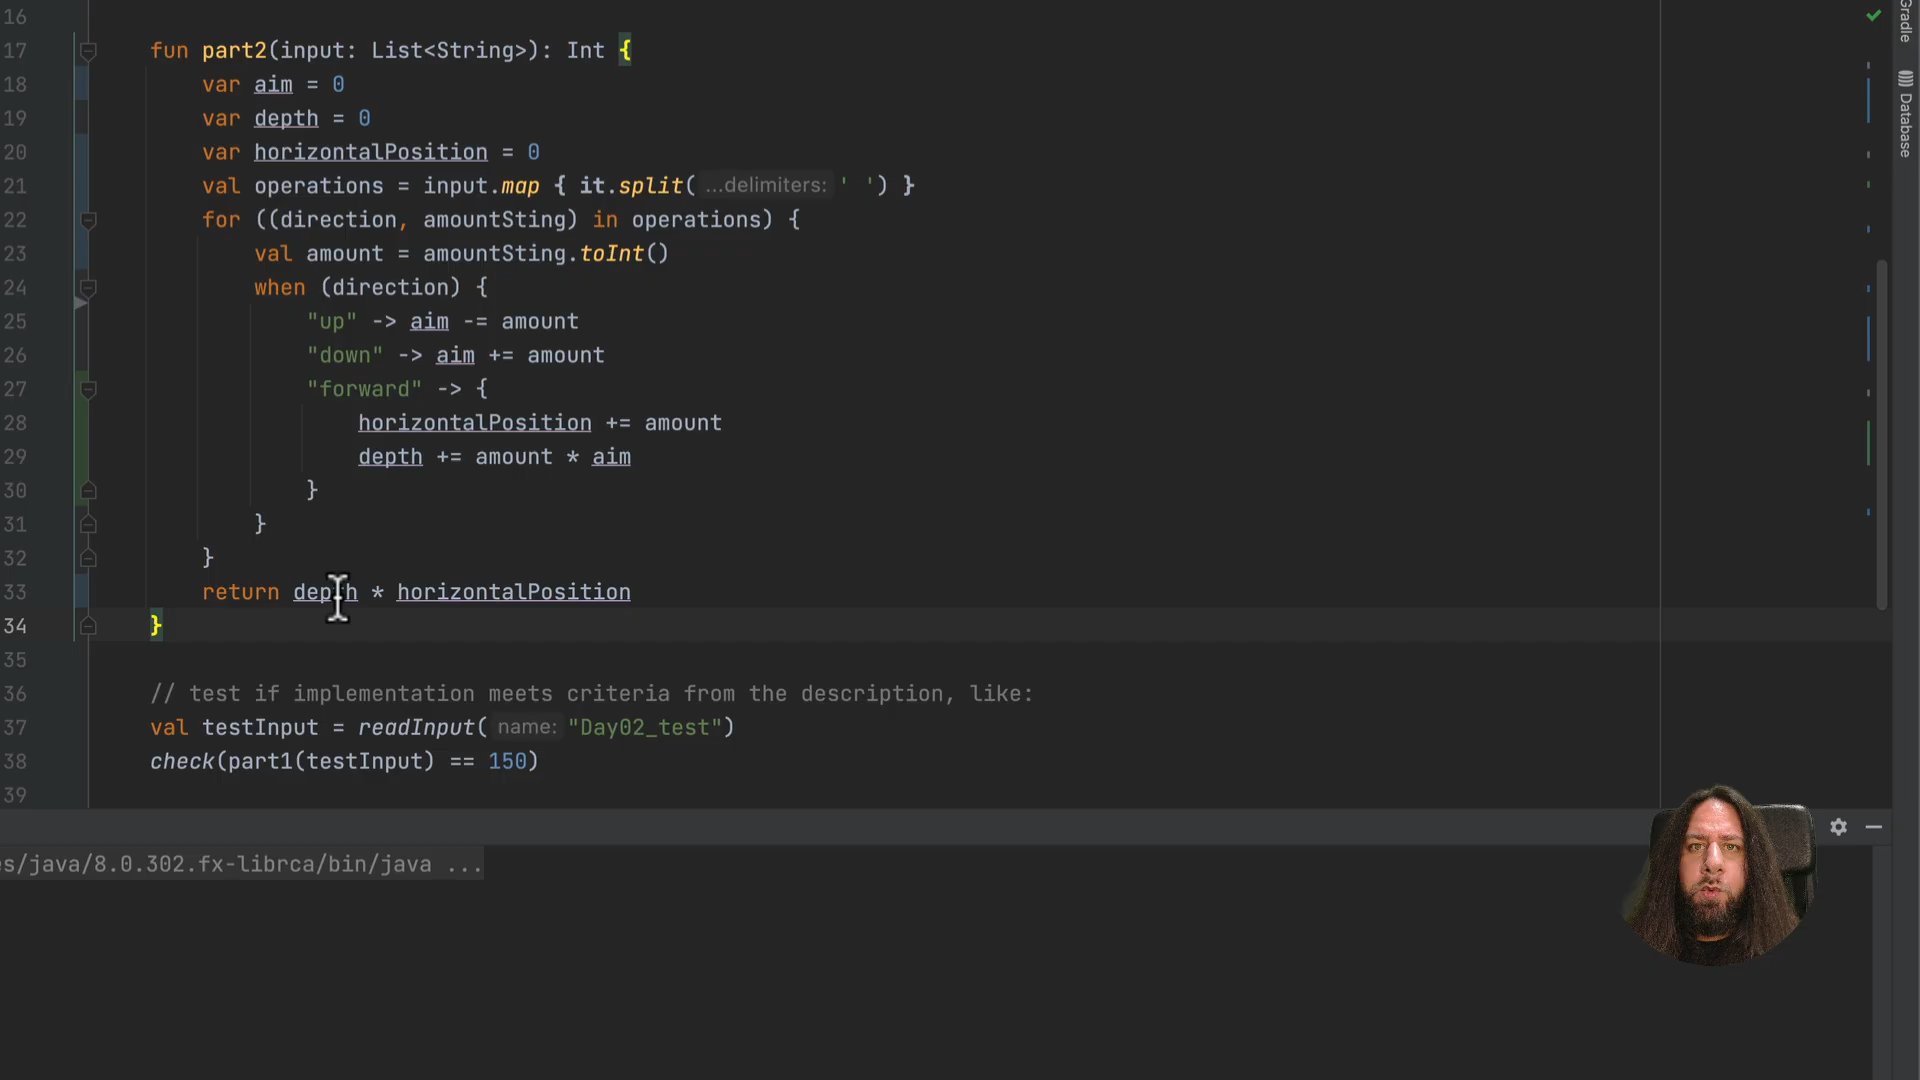 16
17 fun part2(input: List<String>): Int {
18 var aim = 0
19 var depth = 0
20 var horizontalPosition = 0
21 val operations = input.map { it.split( ...delimiters: ' ') }
22 for ((direction, amountSting) in operations) {
23 val amount = amountSting.toInt()
24 when (direction) {
25 "up" -> aim -= amount
26 "down" -> aim += amount
27 "forward" -> {
28 horizontalPosition += amount
29 depth += amount * aim
30 }
31 }
32 }
33 return depth * horizontalPosition
34 }
35
36 // test if implementation meets criteria from the description, like:
37 val testInput = readInput( name: "Day02_test")
38 check(part1(testInput) == 150)
39
es/java/8.0.302.fx-librca/bin/java ...
Gradle
Database